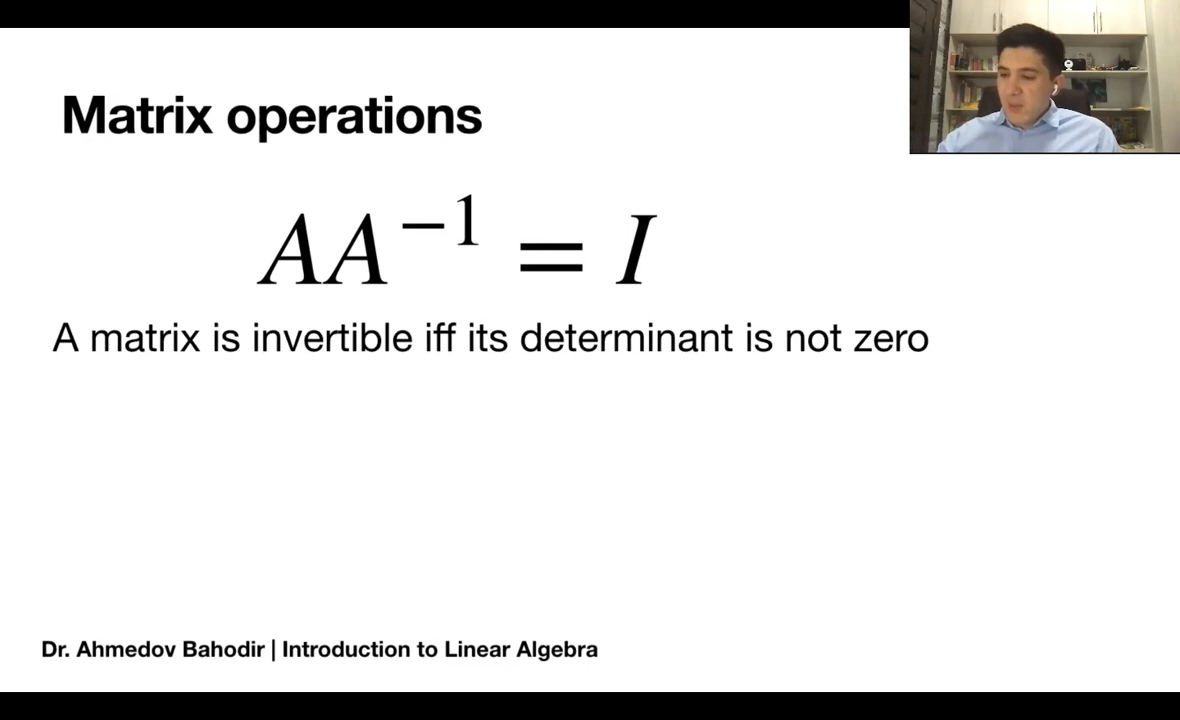 Matrix operations
AA⁻¹ = I
A matrix is invertible iff its determinant is not zero
Dr. Ahmedov Bahodir | Introduction to Linear Algebra